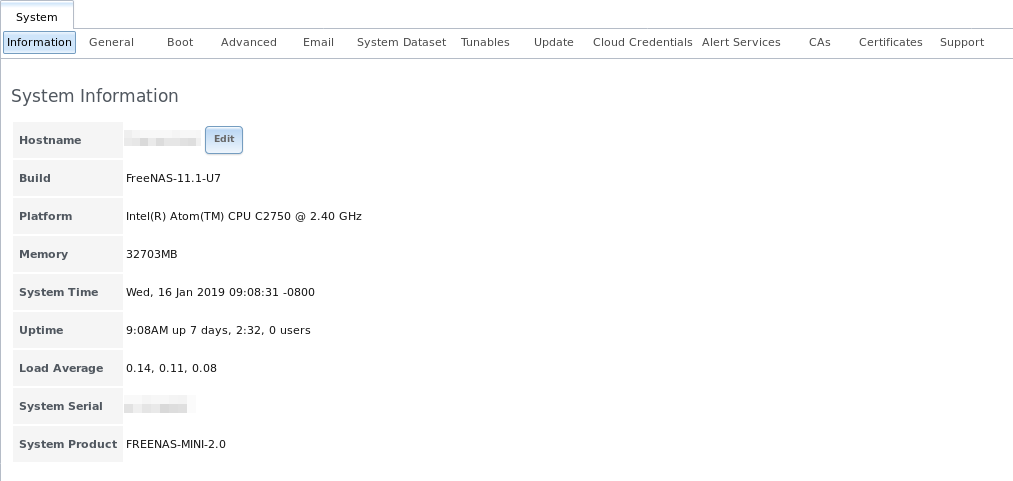 System
Information General Boot Advanced Email System Dataset Tunables Update Cloud Credentials Alert Services CAs Certificates Support
System Information
Hostname Edit
Build FreeNAS-11.1-U7
Platform Intel(R) Atom(TM) CPU C2750 @ 2.40 GHz
Memory 32703MB
System Time Wed, 16 Jan 2019 09:08:31 -0800
Uptime 9:08AM up 7 days, 2:32, 0 users
Load Average 0.14, 0.11, 0.08
System Serial
System Product FREENAS-MINI-2.0